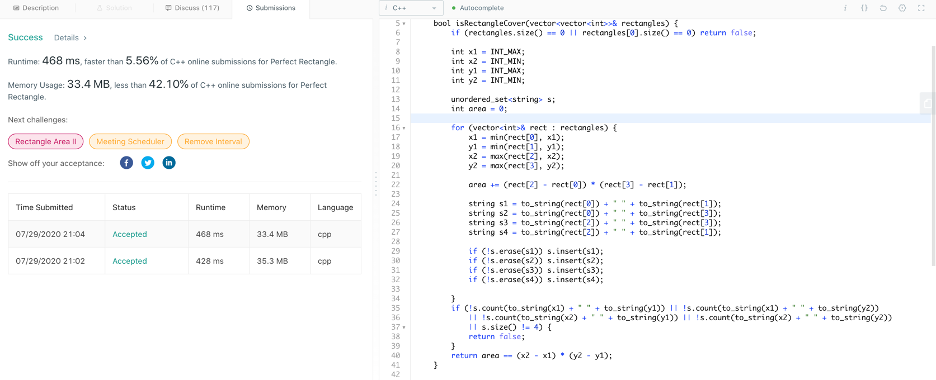 Description
Solution
Discuss (117)
Submissions
Success Details >
Runtime: 468 ms, faster than 5.56% of C++ online submissions for Perfect Rectangle.
Memory Usage: 33.4 MB, less than 42.10% of C++ online submissions for Perfect
Rectangle.
Next challenges:
Rectangle Area II Meeting Scheduler Remove Interval
Show off your acceptance:
Time Submitted Status Runtime Memory Language
07/29/2020 21:04 Accepted 468 ms 33.4 MB cpp
07/29/2020 21:02 Accepted 428 ms 35.3 MB cpp
i C++ Autocomplete
5 bool isRectangleCover(vector<vector<int>>& rectangles) {
6 if (rectangles.size() == 0 || rectangles[0].size() == 0) return false;
7
8 int x1 = INT_MAX;
9 int x2 = INT_MIN;
10 int y1 = INT_MAX;
11 int y2 = INT_MIN;
12
13 unordered_set<string> s;
14 int area = 0;
15
16 for (vector<int>& rect : rectangles) {
17 x1 = min(rect[0], x1);
18 y1 = min(rect[1], y1);
19 x2 = max(rect[2], x2);
20 y2 = max(rect[3], y2);
21
22 area += (rect[2] - rect[0]) * (rect[3] - rect[1]);
23
24 string s1 = to_string(rect[0]) + " " + to_string(rect[1]);
25 string s2 = to_string(rect[0]) + " " + to_string(rect[3]);
26 string s3 = to_string(rect[2]) + " " + to_string(rect[3]);
27 string s4 = to_string(rect[2]) + " " + to_string(rect[1]);
28
29 if (!s.erase(s1)) s.insert(s1);
30 if (!s.erase(s2)) s.insert(s2);
31 if (!s.erase(s3)) s.insert(s3);
32 if (!s.erase(s4)) s.insert(s4);
33
34 }
35 if (!s.count(to_string(x1) + " " + to_string(y1)) || !s.count(to_string(x1) + " " + to_string(y2))
36 || !s.count(to_string(x2) + " " + to_string(y1)) || !s.count(to_string(x2) + " " + to_string(y2))
37 || s.size() != 4) {
38 return false;
39 }
40 return area == (x2 - x1) * (y2 - y1);
41 }
42